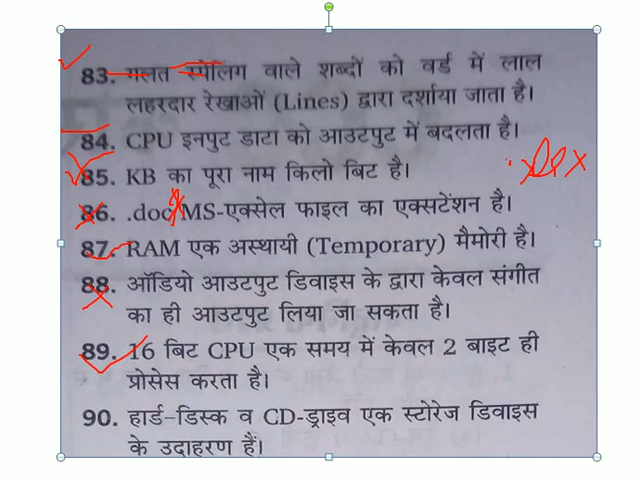 83. गलत स्पेलिंग वाले शब्दों को वर्ड में लाल
लहरदार रेखाओं (Lines) द्वारा दर्शाया जाता है।
84. CPU इनपुट डाटा को आउटपुट में बदलता है।
85. KB का पूरा नाम किलो बिट है।
86. .doc MS-एक्सेल फाइल का एक्सटेंशन है।
87. RAM एक अस्थायी (Temporary) मैमोरी है।
88. ऑडियो आउटपुट डिवाइस के द्वारा केवल संगीत
का ही आउटपुट लिया जा सकता है।
89. 16 बिट CPU एक समय में केवल 2 बाइट ही
प्रोसेस करता है।
90. हार्ड-डिस्क व CD-ड्राइव एक स्टोरेज डिवाइस
के उदाहरण हैं।